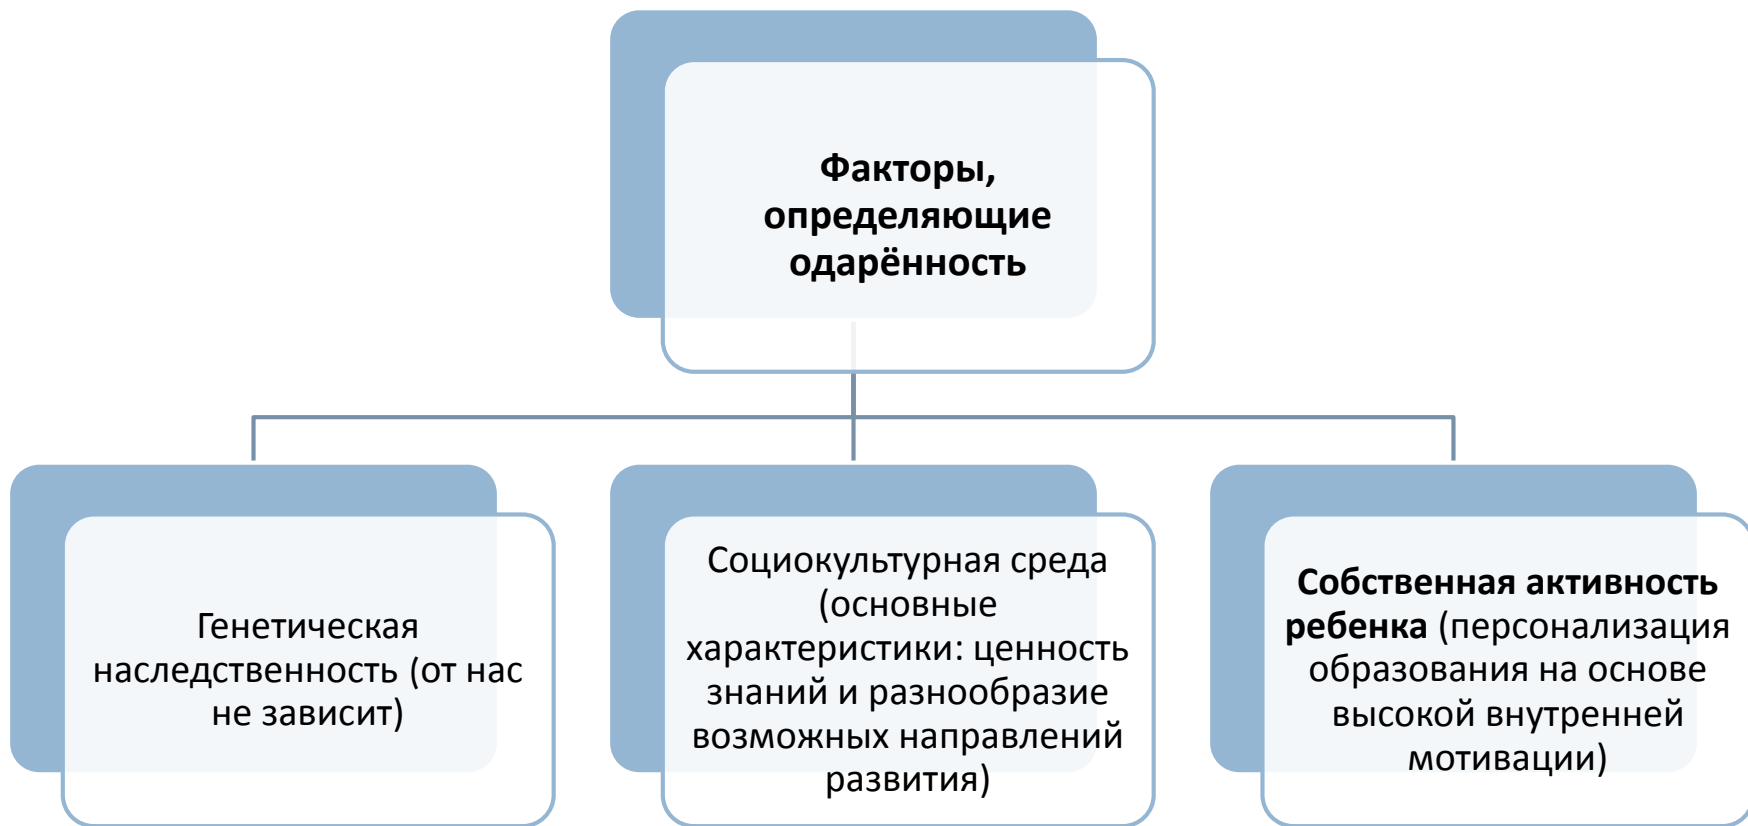 Факторы,
определяющие
одарённость
Генетическая
наследственность (от нас
не зависит)
Социокультурная среда
(основные
характеристики: ценность
знаний и разнообразие
возможных направлений
развития)
Собственная активность
ребенка (персонализация
образования на основе
высокой внутренней
мотивации)